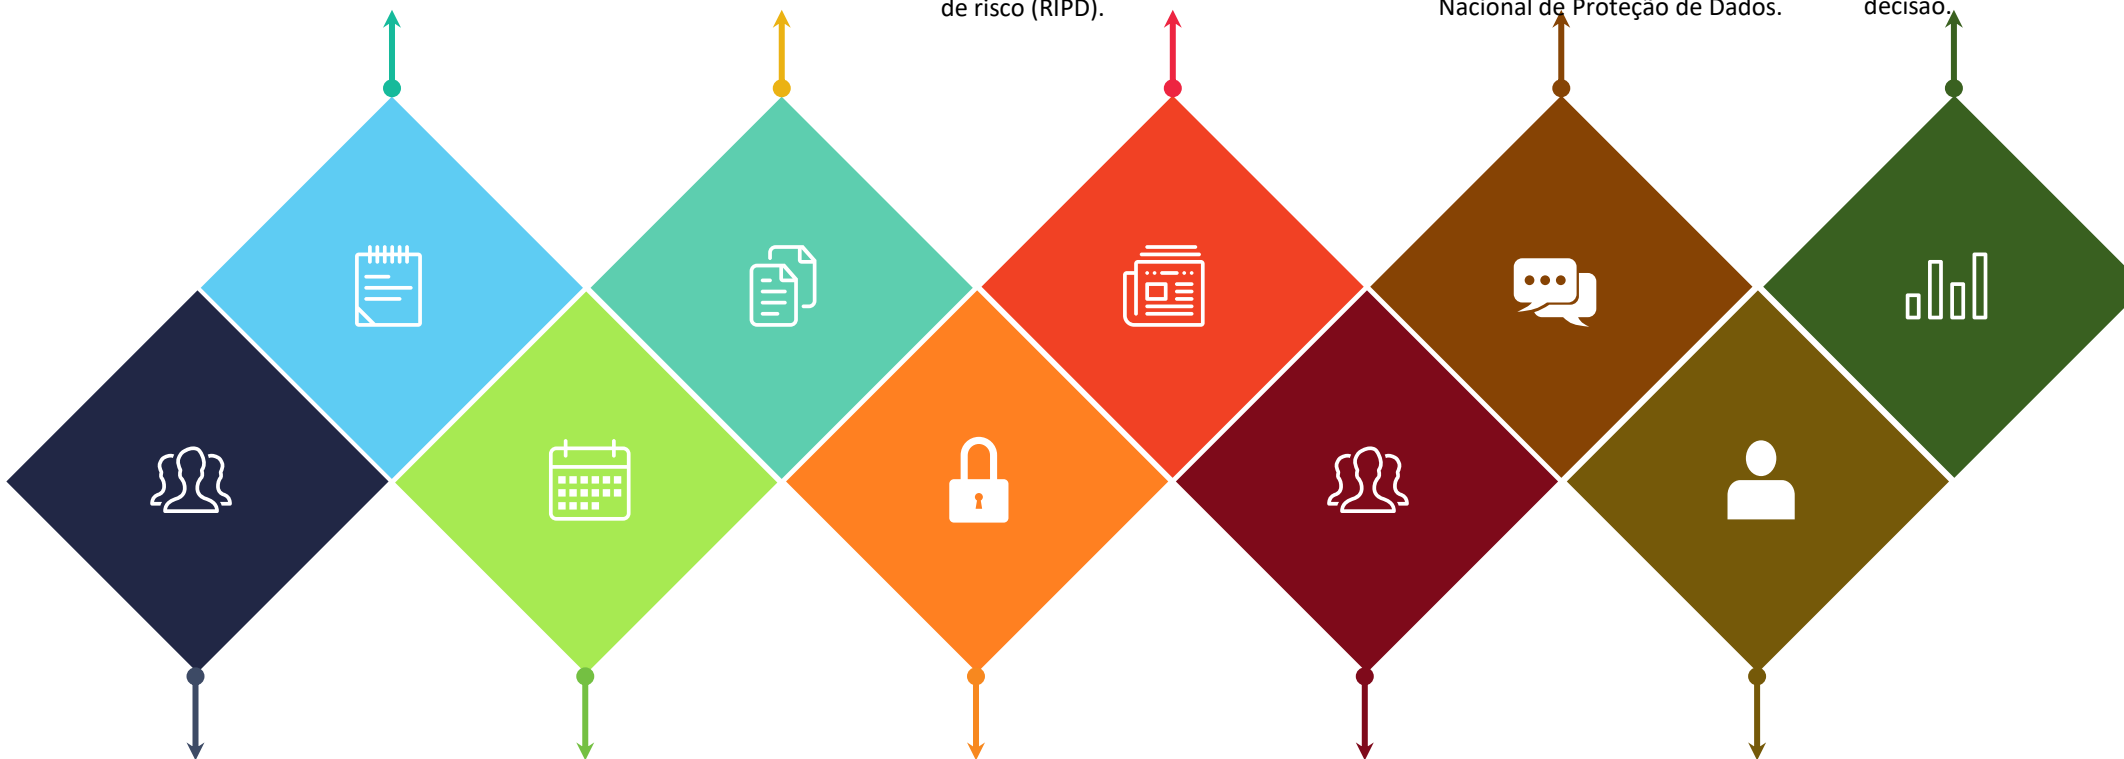 de risco (RIPD).
Nacional de Proteção de Dados.
decisão.